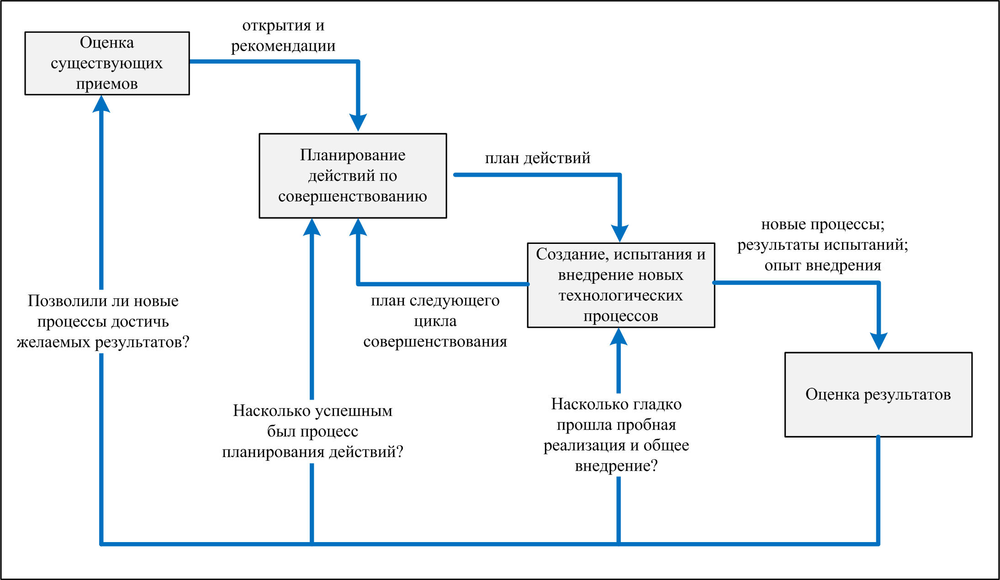 открытия и
рекомендации
Оценка
существующих
приемов
Планирование
действий по
совершенствованию
план действий
новые процессы;
результаты испытаний;
опыт внедрения
Создание, испытания и
внедрение новых
технологических
процессов
Позволили ли новые
процессы достичь
желаемых результатов?
план следующего
цикла
совершенствования
Оценка результатов
Насколько успешным
был процесс
планирования действий?
Насколько гладко
прошла пробная
реализация и общее
внедрение?